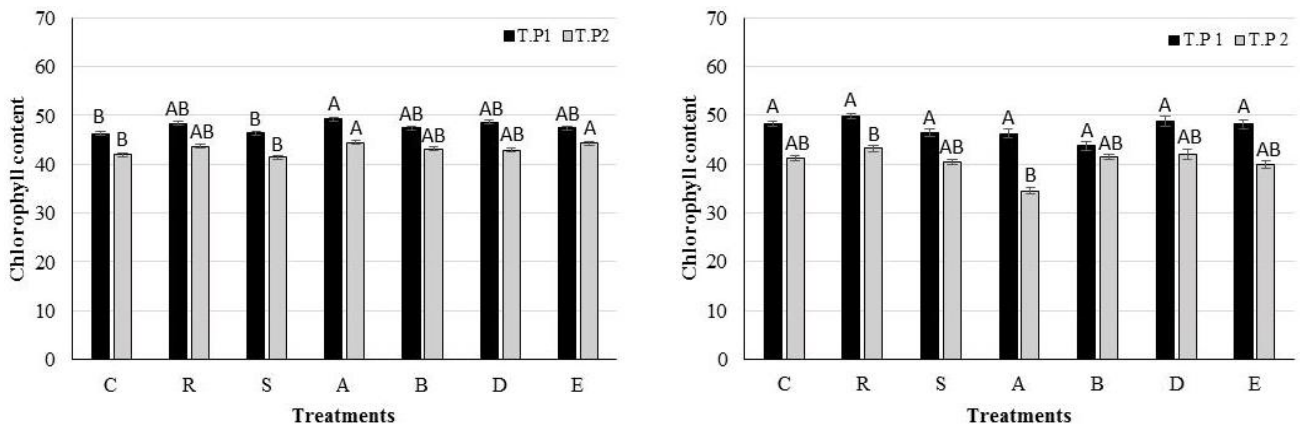 70
60
50
40
30
20
10
0
Chlorophyll content
T.P1 T.P2
B B AB AB B B A A AB AB AB AB AB A
C R S A B D E
Treatments
70
60
50
40
30
20
10
0
Chlorophyll content
T.P 1 T.P 2
A AB A B A AB A B A AB A AB A AB
C R S A B D E
Treatments